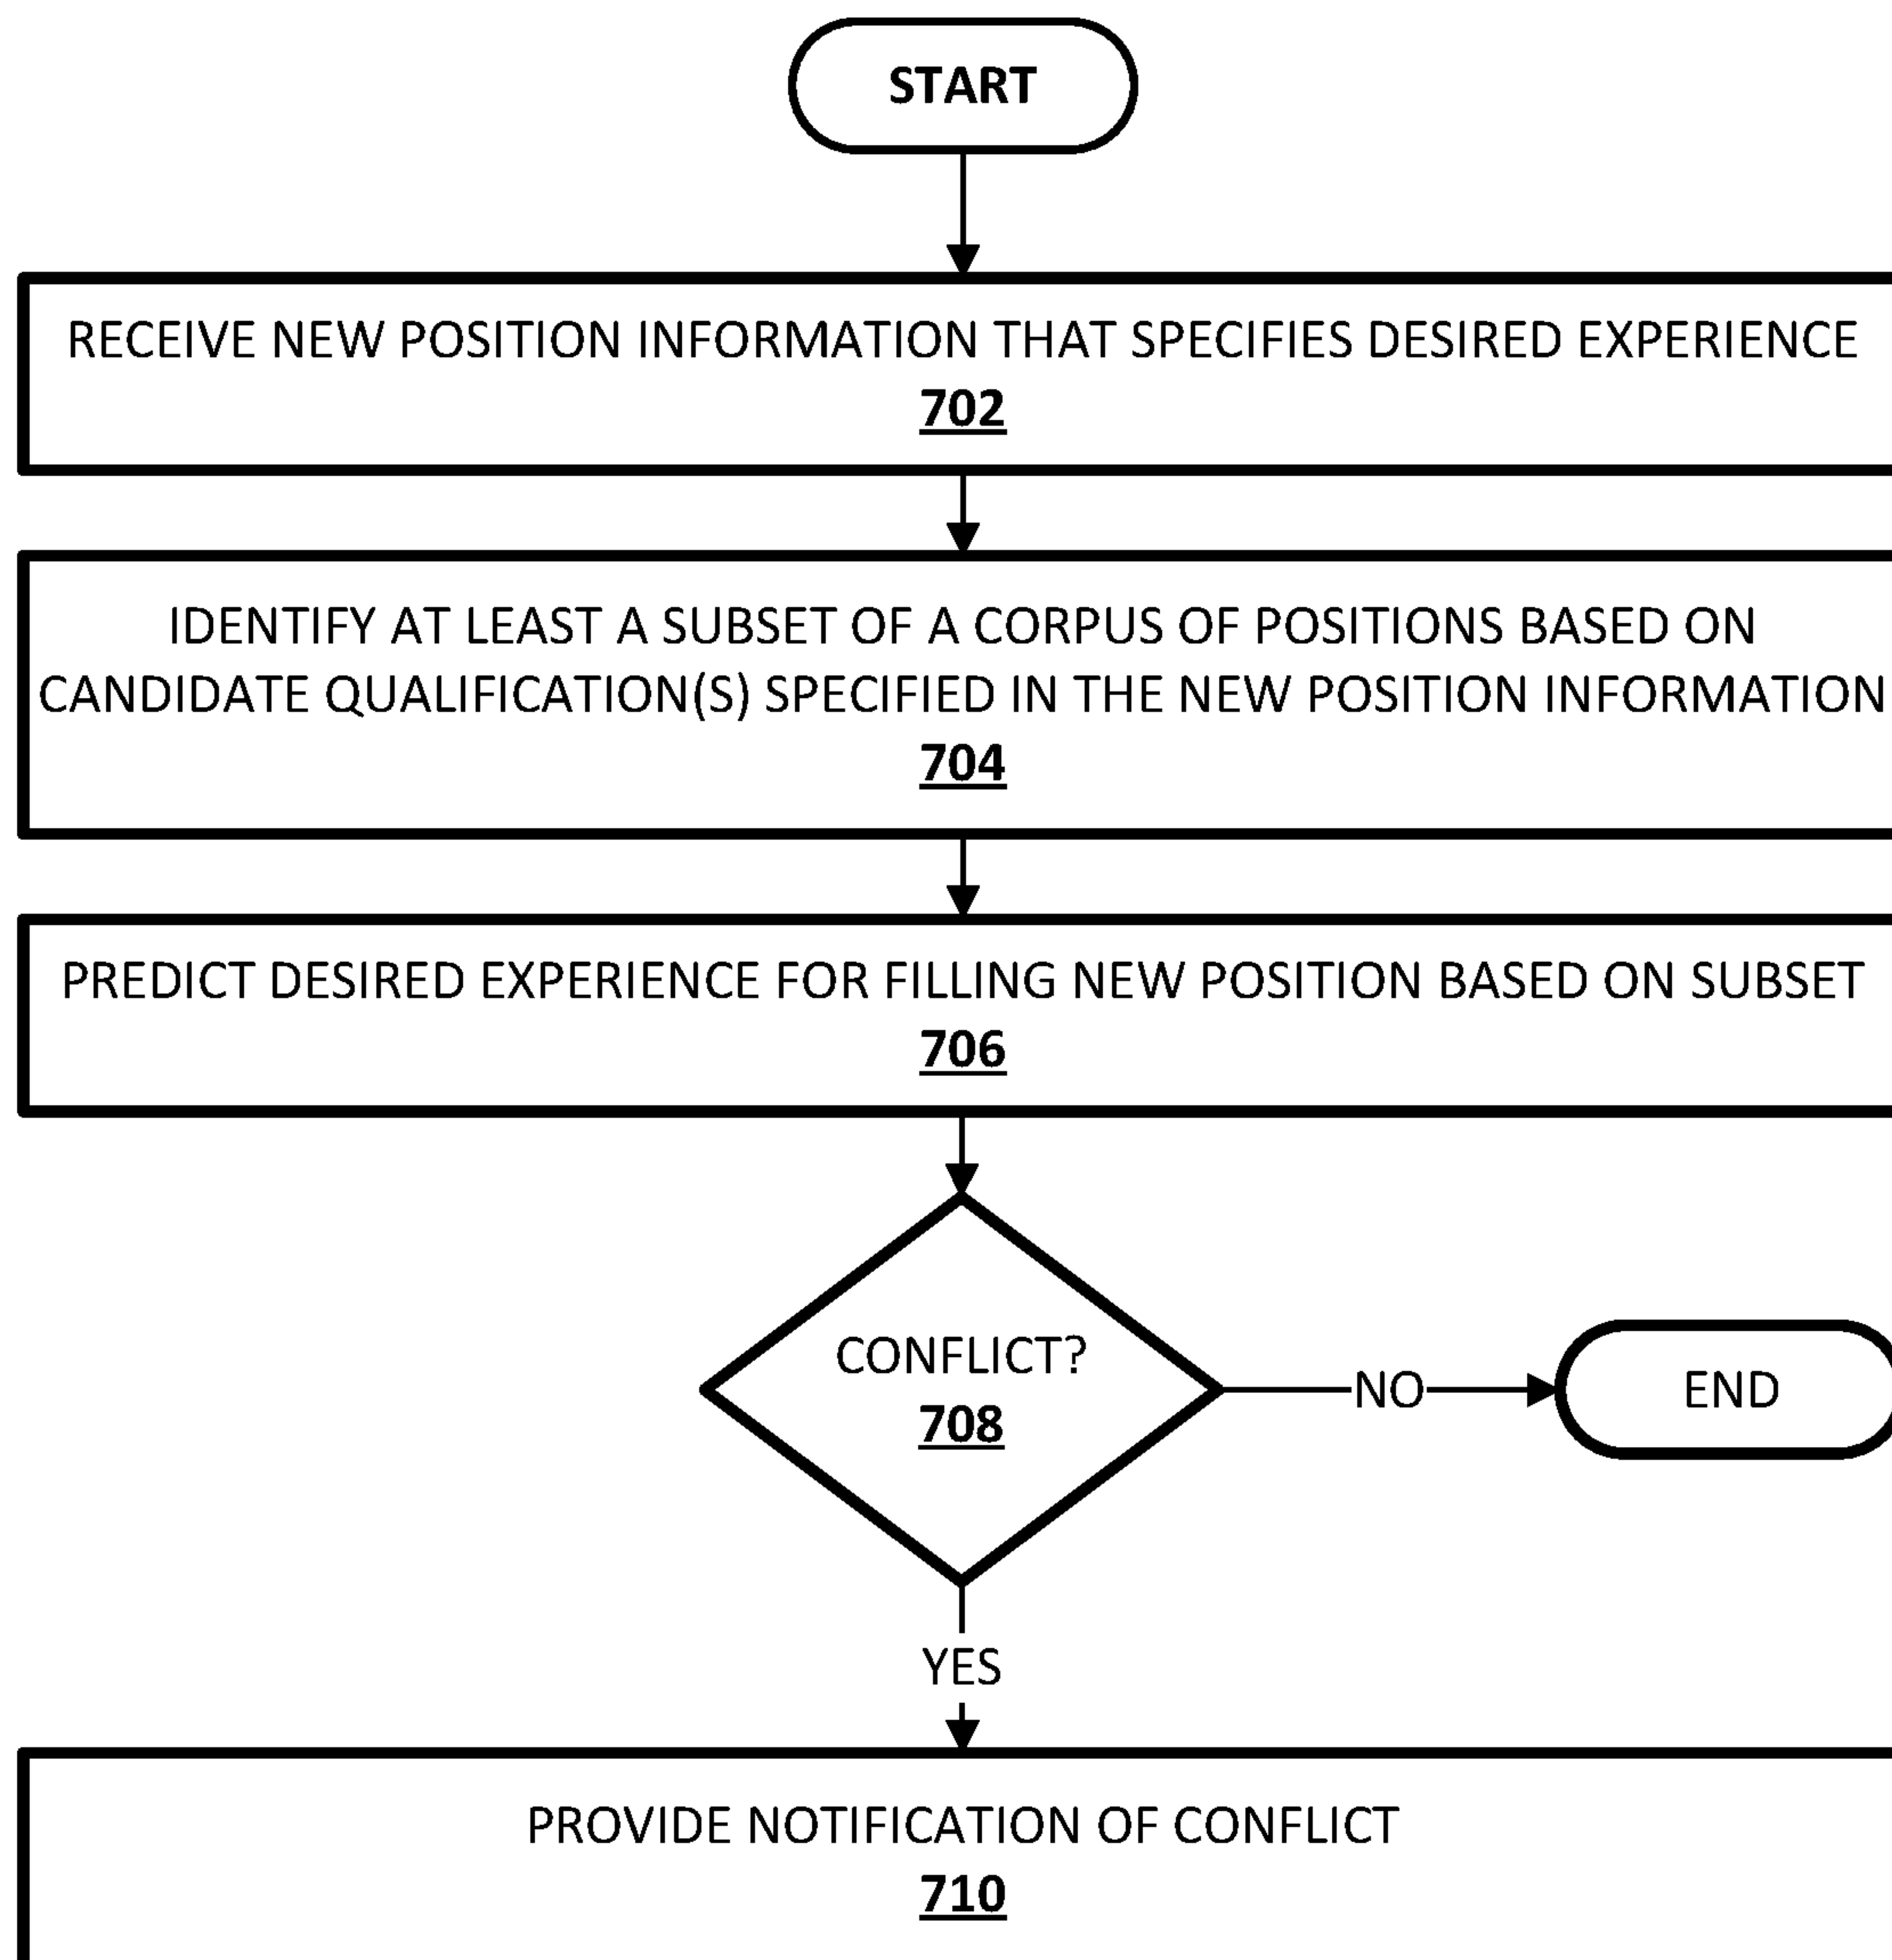 START
RECEIVE NEW POSITION INFORMATION THAT SPECIFIES DESIRED EXPERIENCE
702
IDENTIFY AT LEAST A SUBSET OF A CORPUS OF POSITIONS BASED ON
CANDIDATE QUALIFICATION(S) SPECIFIED IN THE NEW POSITION INFORMATION
704
PREDICT DESIRED EXPERIENCE FOR FILLING NEW POSITION BASED ON SUBSET
706
CONFLICT?
708
NO
END
YES
PROVIDE NOTIFICATION OF CONFLICT
710